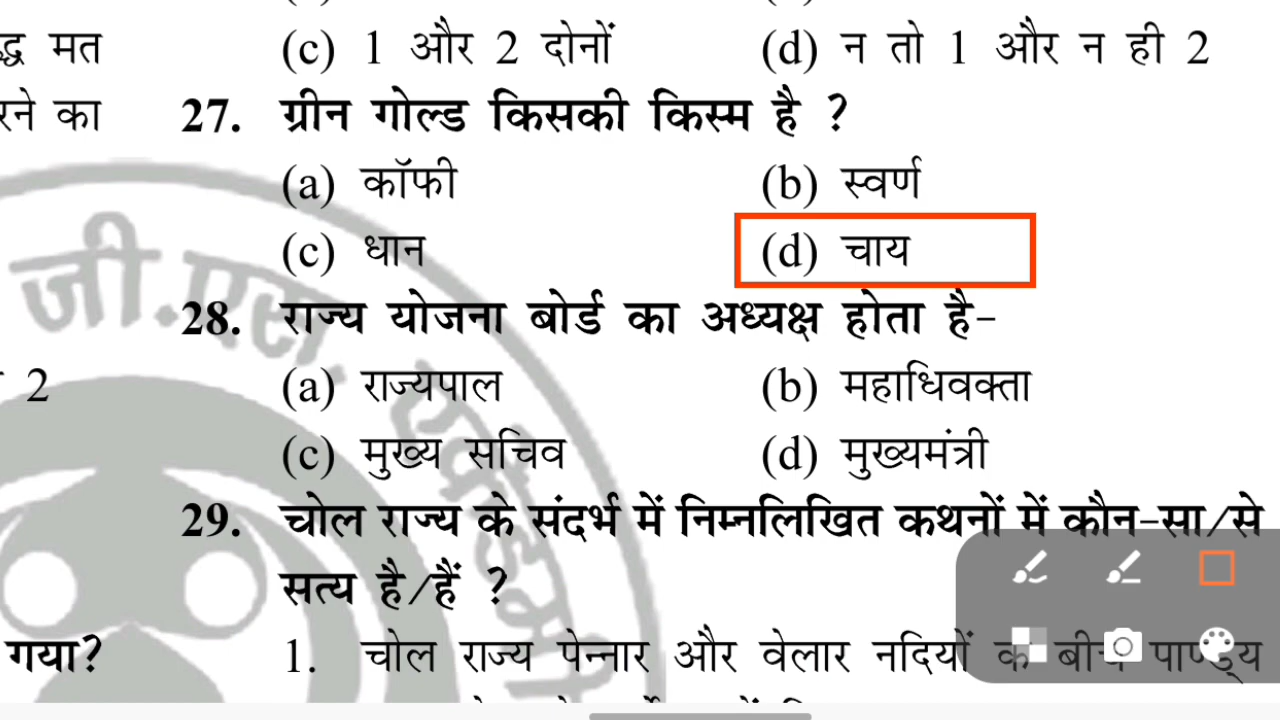 द्ध मत
(c) 1 और 2 दोनों (d) न तो 1 और न ही 2
रने का
27. ग्रीन गोल्ड किसकी किस्म है ?
(a) कॉफी (b) स्वर्ण
(c) धान (d) चाय
जी.एस.
28. राज्य योजना बोर्ड का अध्यक्ष होता है-
2
(a) राज्यपाल (b) महाधिवक्ता
(c) मुख्य सचिव (d) मुख्यमंत्री
29. चोल राज्य के संदर्भ में निम्नलिखित कथनों में कौन-सा/से
सत्य है/हैं ?
गया?
1. चोल राज्य पेन्नार और वेलार नदियों के बीच पाण्ड्य